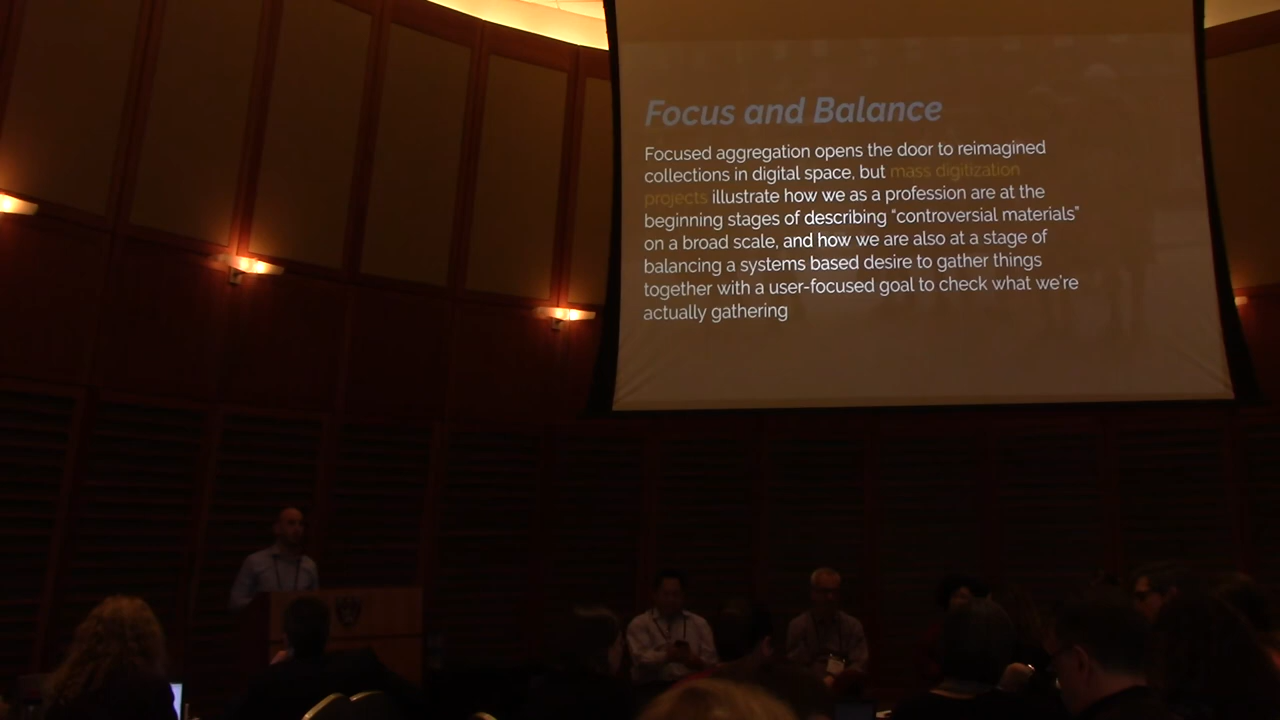 Focus and Balance
Focused aggregation opens the door to reimagined
collections in digital space, but mass digitization
projects illustrate how we as a profession are at the
beginning stages of describing “controversial materials”
on a broad scale, and how we are also at a stage of
balancing a systems based desire to gather things
together with a user-focused goal to check what we're
actually gathering